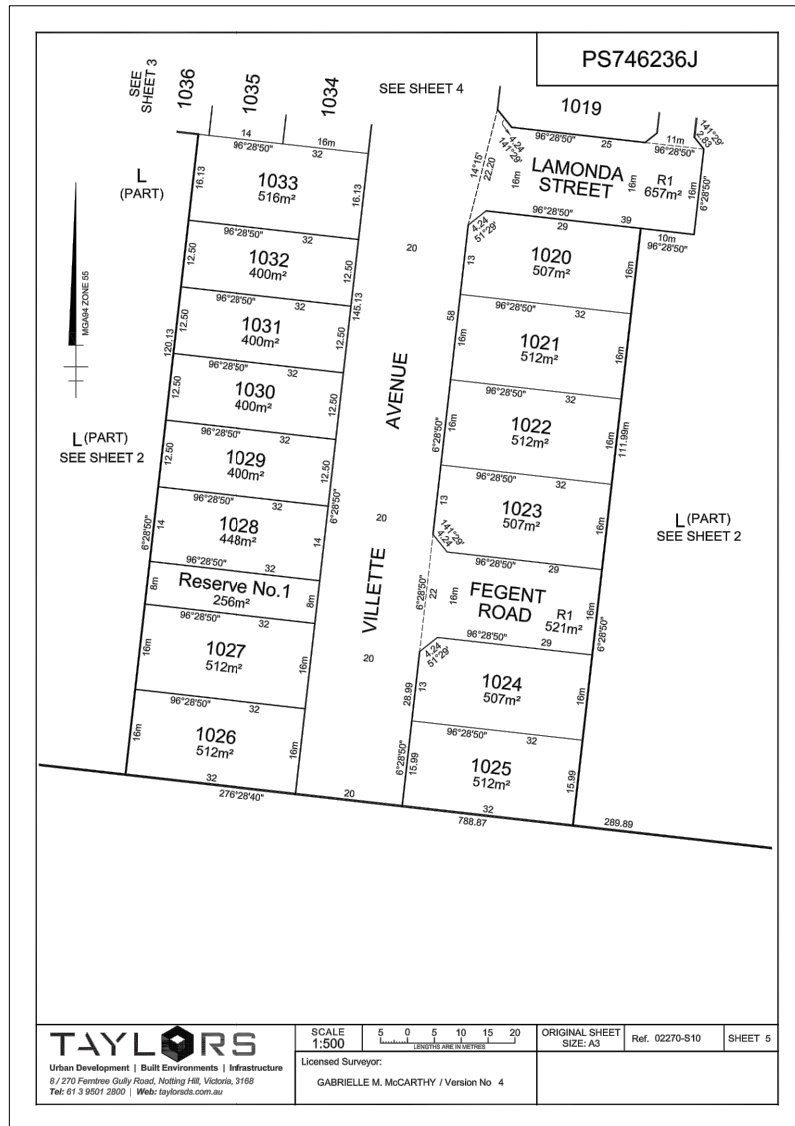 PS746236J
SEE
SHEET 3
1036
1035
1034
SEE SHEET 4
1019
14
96°28'50"
16m
32
4.24
141°29'
96°28'50"
25
11m
96°28'50"
141°29'
2.83
L
(PART)
16.13
1033
516m²
16.13
14°15'
22.20
16m
LAMONDA
STREET
16m
R1
657m²
16m
6°28'50"
96°28'50"
32
20
4.24
51°29'
96°28'50"
29
39
10m
96°28'50"
12.50
1032
400m²
12.50
13
1020
507m²
16m
MGA94 ZONE 55
96°28'50"
32
145.13
96°28'50"
32
120.13
12.50
1031
400m²
12.50
58
16m
1021
512m²
16m
96°28'50"
32
AVENUE
96°28'50"
32
12.50
1030
400m²
12.50
6°28'50"
16m
1022
512m²
16m
111.99m
L (PART)
SEE SHEET 2
96°28'50"
32
96°28'50"
32
12.50
1029
400m²
12.50
13
1023
507m²
16m
L (PART)
SEE SHEET 2
96°28'50"
32
6°28'50"
20
141°29'
4.24
96°28'50"
29
6°28'50"
14
1028
448m²
14
96°28'50"
32
VILLETTE
6°28'50"
22
16m
FEGENT
ROAD
R1
521m²
16m
6°28'50"
8m
Reserve No.1
256m²
8m
96°28'50"
32
20
4.24
51°29'
96°28'50"
29
16m
1027
512m²
16m
28.99
13
1024
507m²
16m
96°28'50"
32
96°28'50"
32
16m
1026
512m²
16m
6°28'50"
15.99
1025
512m²
15.99
32
276°28'40"
20
32
788.87
289.89
TAYLORS
Urban Development | Built Environments | Infrastructure
8 / 270 Ferntree Gully Road, Notting Hill, Victoria, 3168
Tel: 61 3 9501 2800 | Web: taylorsds.com.au
SCALE
1:500
5 0 5 10 15 20
LENGTHS ARE IN METRES
ORIGINAL SHEET
SIZE: A3
Ref. 02270-S10
SHEET 5
Licensed Surveyor:
GABRIELLE M. McCARTHY / Version No 4